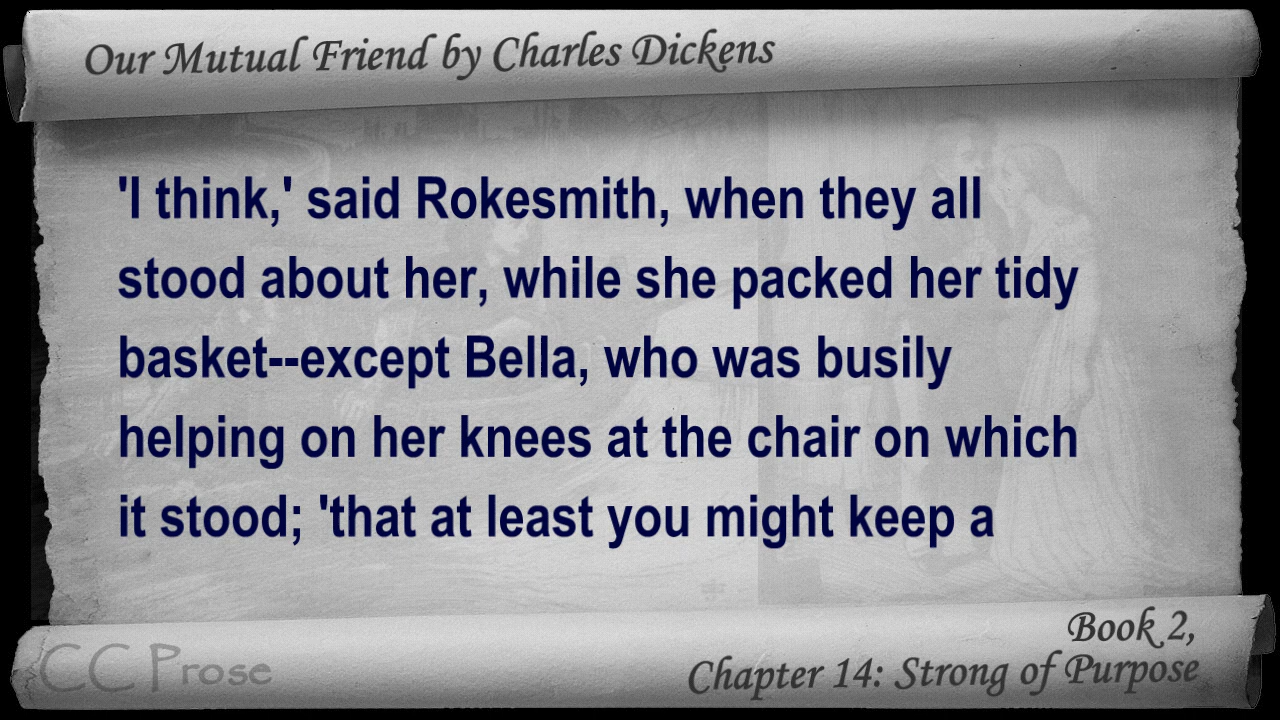 Our Mutual Friend by Charles Dickens
'I think,' said Rokesmith, when they all
stood about her, while she packed her tidy
basket--except Bella, who was busily
helping on her knees at the chair on which
it stood; 'that at least you might keep a
Book 2,
CC Prose
Chapter 14: Strong of Purpose